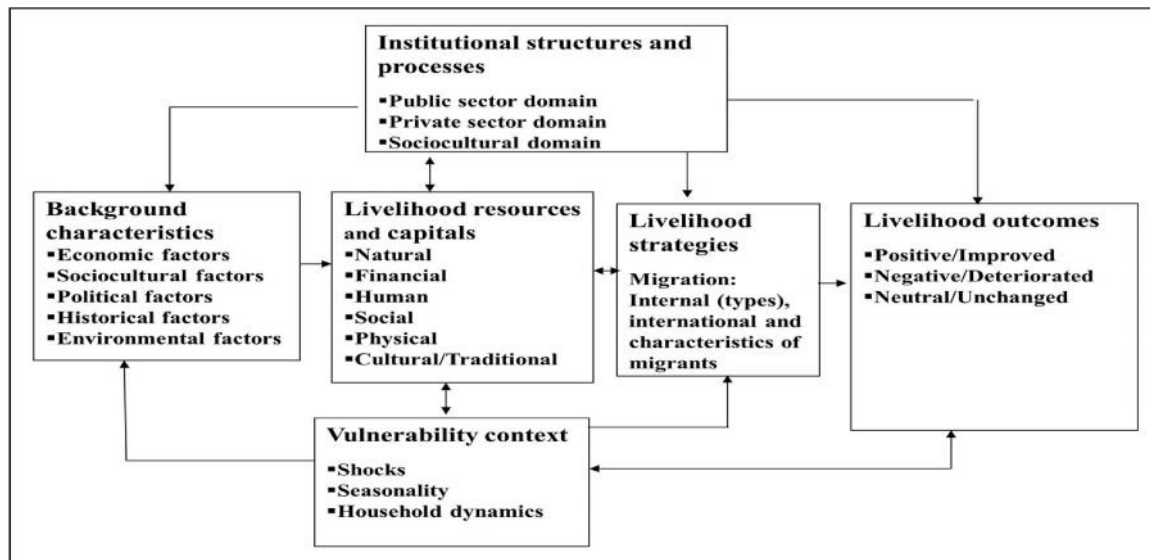 Institutional structures and
processes
▪Public sector domain
▪Private sector domain
▪Sociocultural domain
Background
characteristics
▪Economic factors
▪Sociocultural factors
▪Political factors
▪Historical factors
▪Environmental factors
Livelihood resources
and capitals
▪Natural
▪Financial
▪Human
▪Social
▪Physical
▪Cultural/Traditional
Livelihood
strategies
Migration:
Internal (types),
international and
characteristics of
migrants
Livelihood outcomes
▪Positive/Improved
▪Negative/Deteriorated
▪Neutral/Unchanged
Vulnerability context
▪Shocks
▪Seasonality
▪Household dynamics